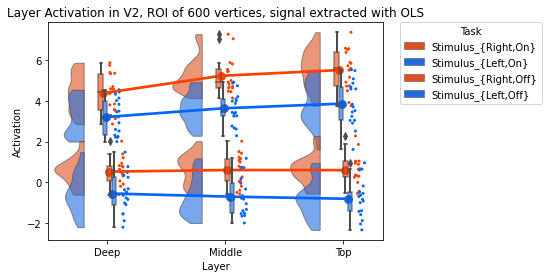 Layer Activation in V2, ROI of 600 vertices, signal extracted with OLS
Task
Stimulus_{Right,On}
Stimulus_{Left,On}
Stimulus_{Right,Off}
Stimulus_{Left,Off}
Activation
6
4
2
0
−2
Deep
Middle
Top
Layer